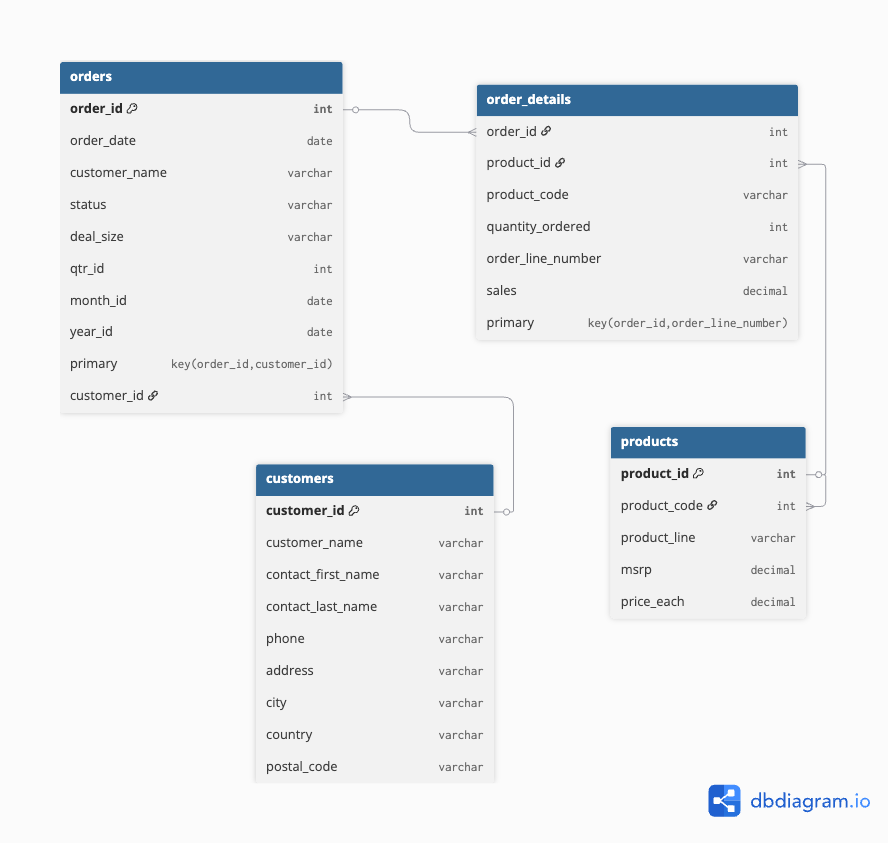 orders
order_id int
order_date date
customer_name varchar
status varchar
deal_size varchar
qtr_id int
month_id date
year_id date
primary key(order_id,customer_id)
customer_id int
order_details
order_id int
product_id int
product_code varchar
quantity_ordered int
order_line_number varchar
sales decimal
primary key(order_id,order_line_number)
customers
customer_id int
customer_name varchar
contact_first_name varchar
contact_last_name varchar
phone varchar
address varchar
city varchar
country varchar
postal_code varchar
products
product_id int
product_code int
product_line varchar
msrp decimal
price_each decimal
dbdiagram.io